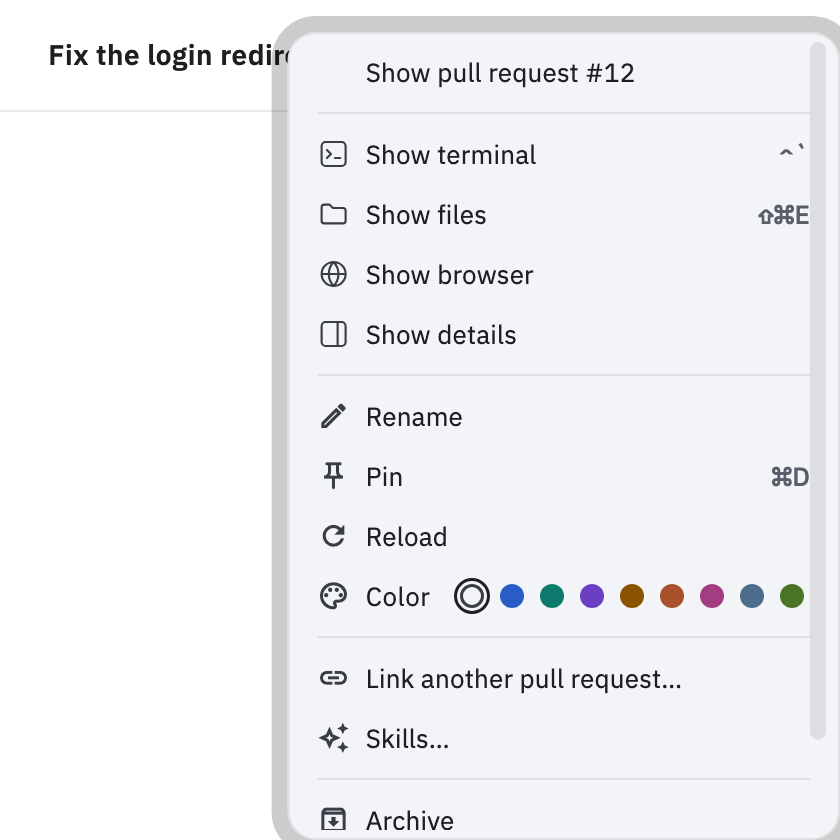 Fix the login redir
Show pull request #12
Show terminal ⌃`
Show files ⇧⌘E
Show browser
Show details
Rename
Pin ⌘D
Reload
Color
Link another pull request...
Skills...
Archive